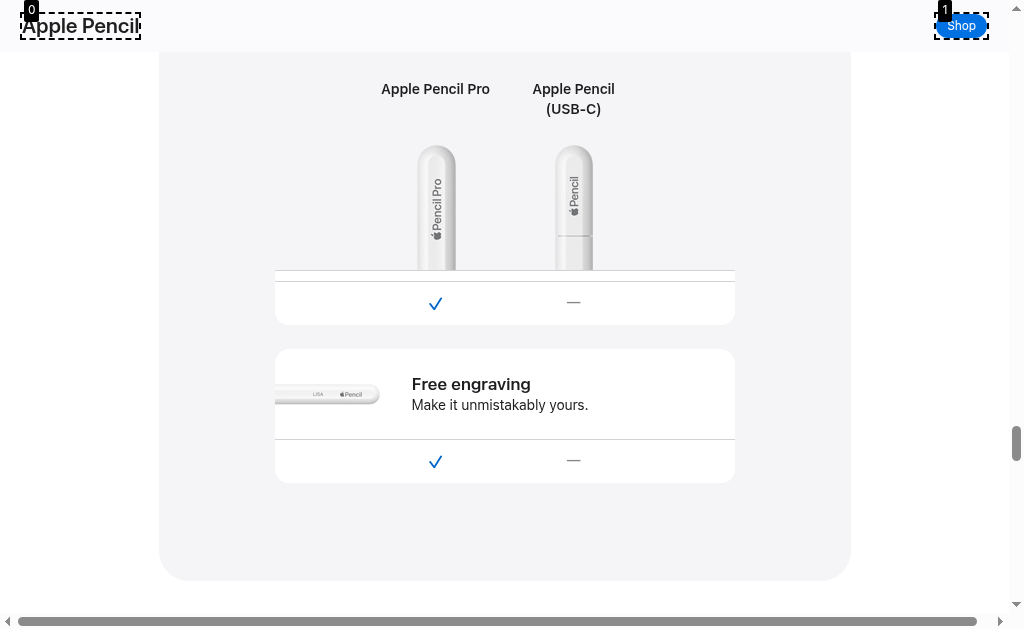 0
Apple Pencil
1
Shop
Apple Pencil Pro
Apple Pencil
(USB-C)
Pencil Pro
Pencil
—
Free engraving
Make it unmistakably yours.
LISA
Pencil
—